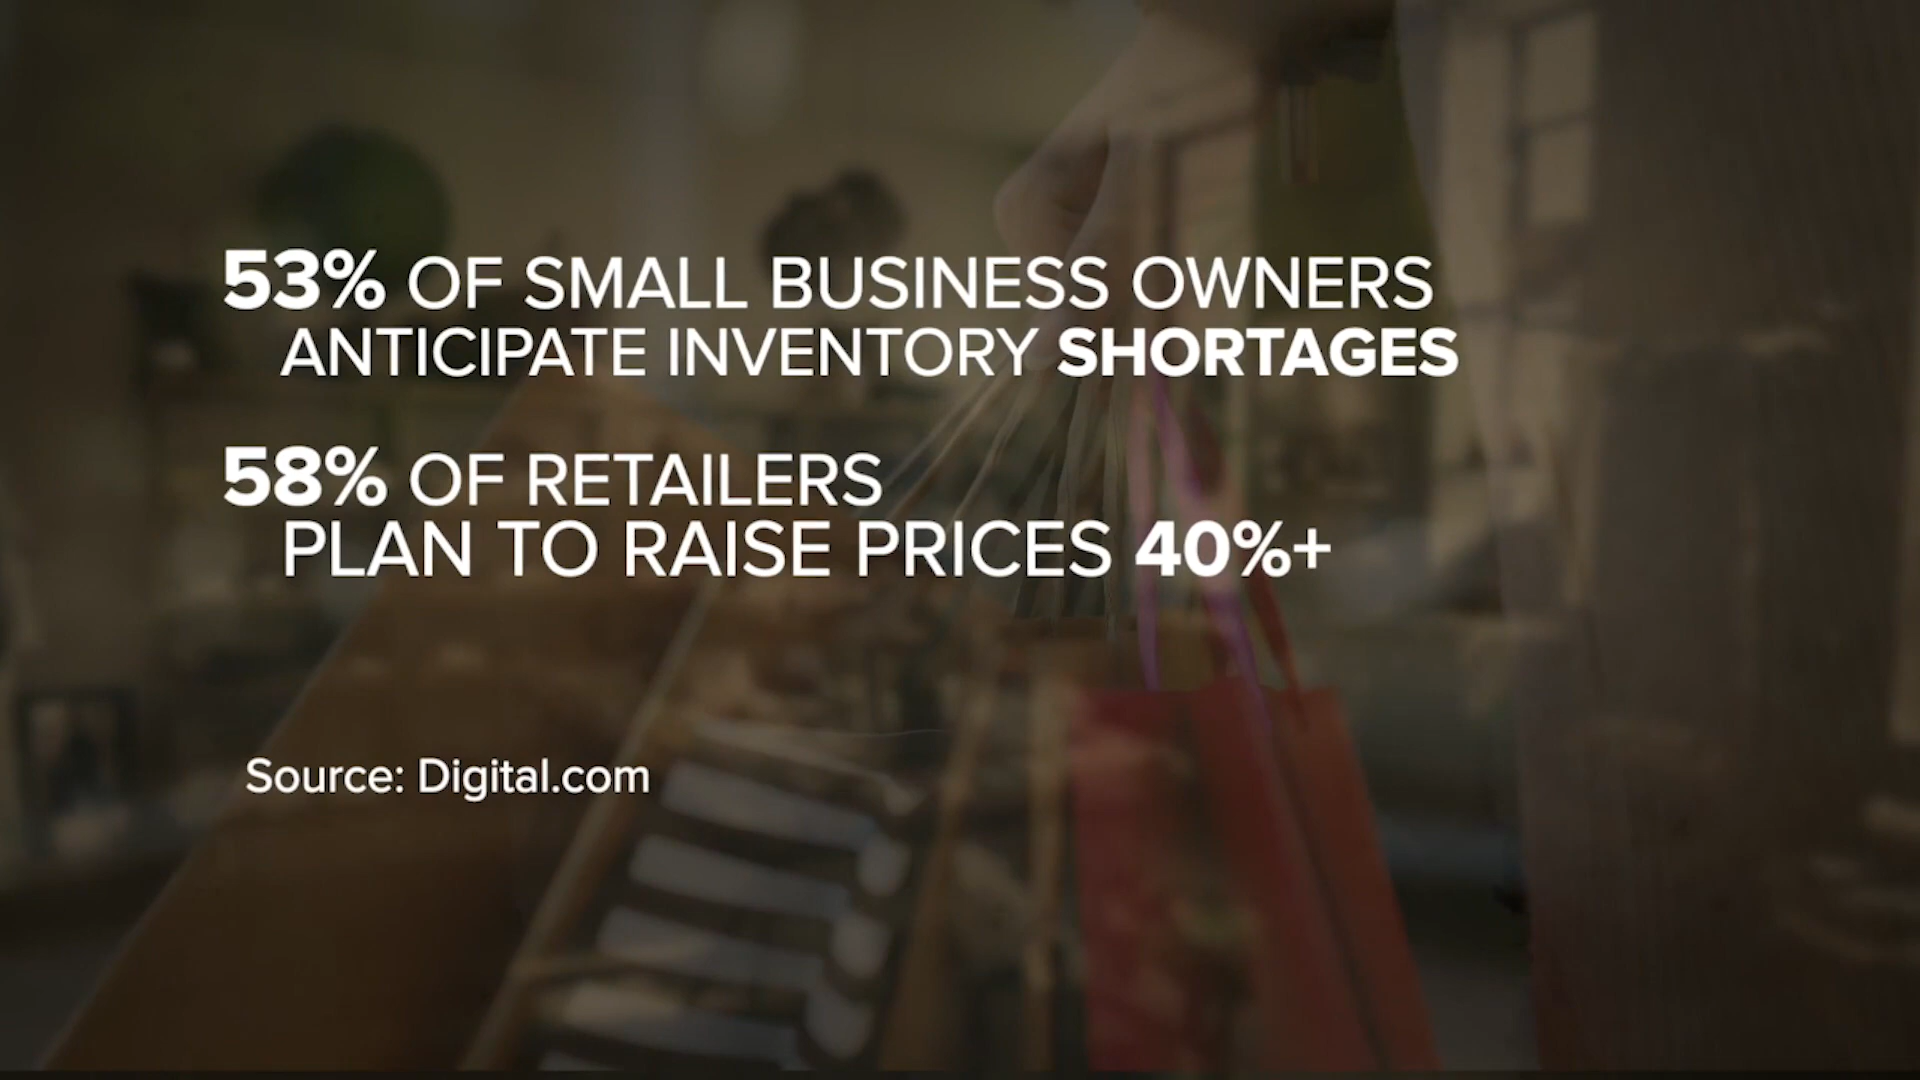 53% OF SMALL BUSINESS OWNERS
ANTICIPATE INVENTORY SHORTAGES
58% OF RETAILERS
PLAN TO RAISE PRICES 40%+
Source: Digital.com